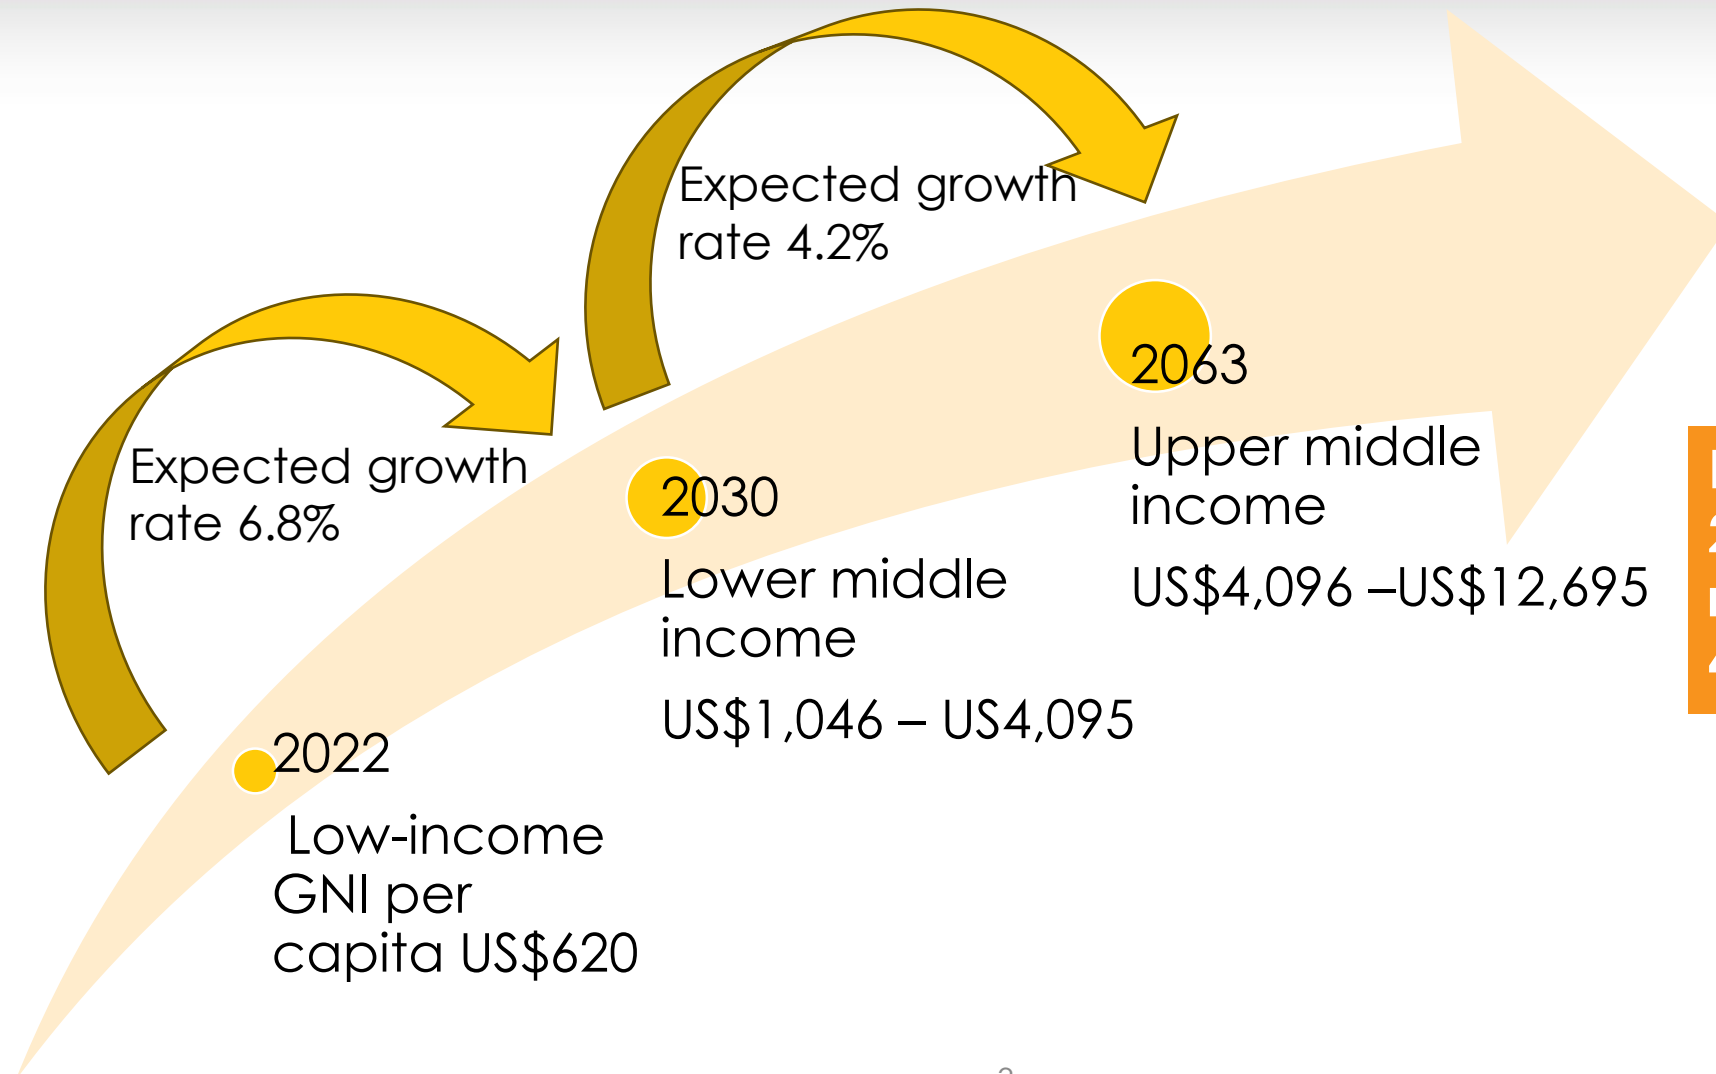 Expected growth
rate 4.2%
Expected growth
rate 6.8%
2063
Upper middle
income
US$4,096 –US$12,695
2030
Lower middle
income
US$1,046 – US4,095
2022
Low-income
GNI per
capita US$620